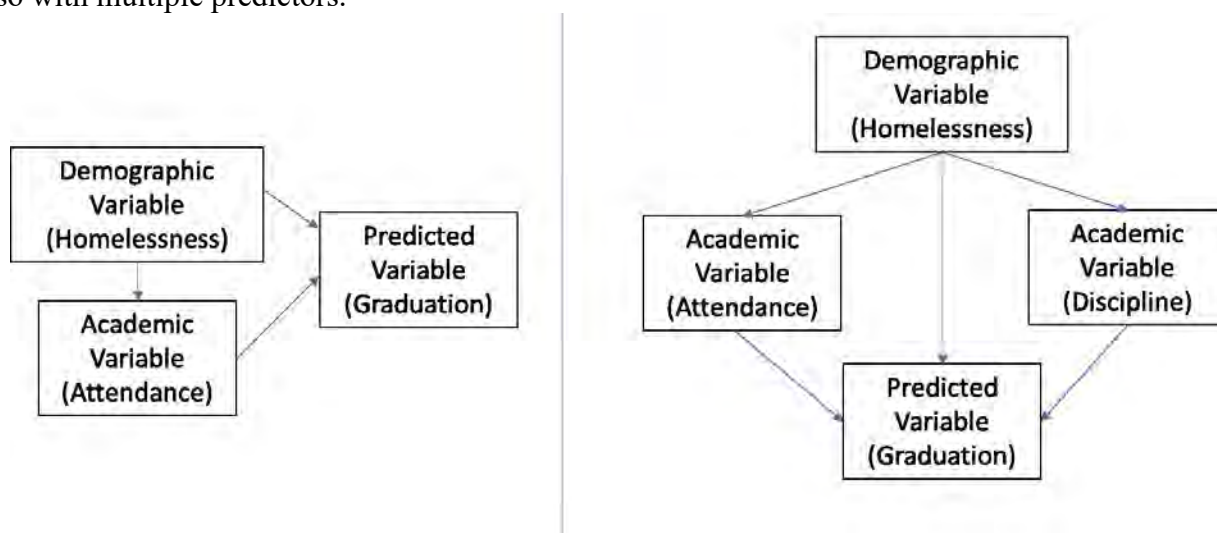 so with multiple predictors.
Demographic
Variable
(Homelessness)
Academic
Variable
(Attendance)
Predicted
Variable
(Graduation)
Demographic
Variable
(Homelessness)
Academic
Variable
(Attendance)
Academic
Variable
(Discipline)
Predicted
Variable
(Graduation)